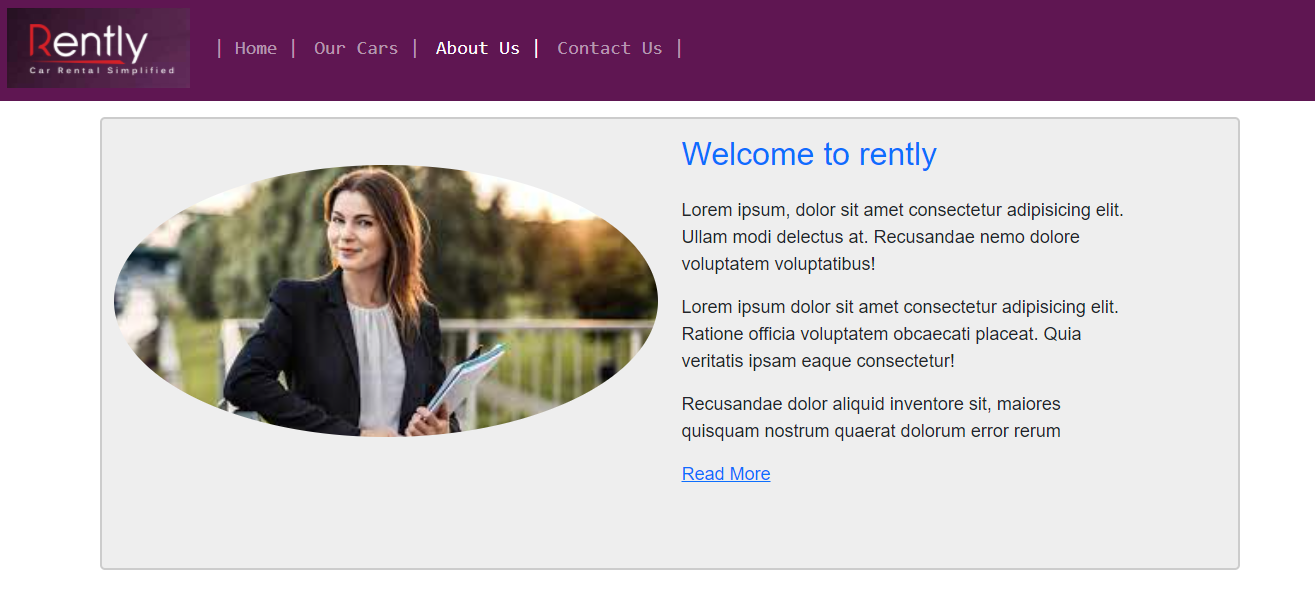 Rently
Car Rental Simplified
| Home | Our Cars | About Us | Contact Us |
Welcome to rently
Lorem ipsum, dolor sit amet consectetur adipisicing elit.
Ullam modi delectus at. Recusandae nemo dolore
voluptatem voluptatibus!
Lorem ipsum dolor sit amet consectetur adipisicing elit.
Ratione officia voluptatem obcaecati placeat. Quia
veritatis ipsam eaque consectetur!
Recusandae dolor aliquid inventore sit, maiores
quisquam nostrum quaerat dolorum error rerum
Read More